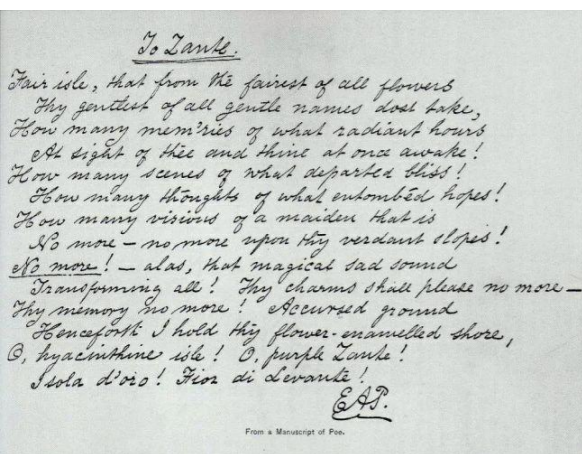 To Zante.
Fair isle, that from the fairest of all flowers
Thy gentlest of all gentle names dost take,
How many mem'ries of what radiant hours
At sight of thee and thine at once awake!
How many scenes of what departed bliss!
How many thoughts of what entombéd hopes!
How many visions of a maiden that is
No more — no more upon thy verdant slopes!
No more! — alas, that magical sad sound
Transforming all! Thy charms shall please no more —
Thy memory no more! Accursed ground
Henceforth I hold thy flower-enamelled shore,
O, hyacinthine isle! O, purple Zante!
Isola d'oro! Fior di Levante!
EAP.
From a Manuscript of Poe.